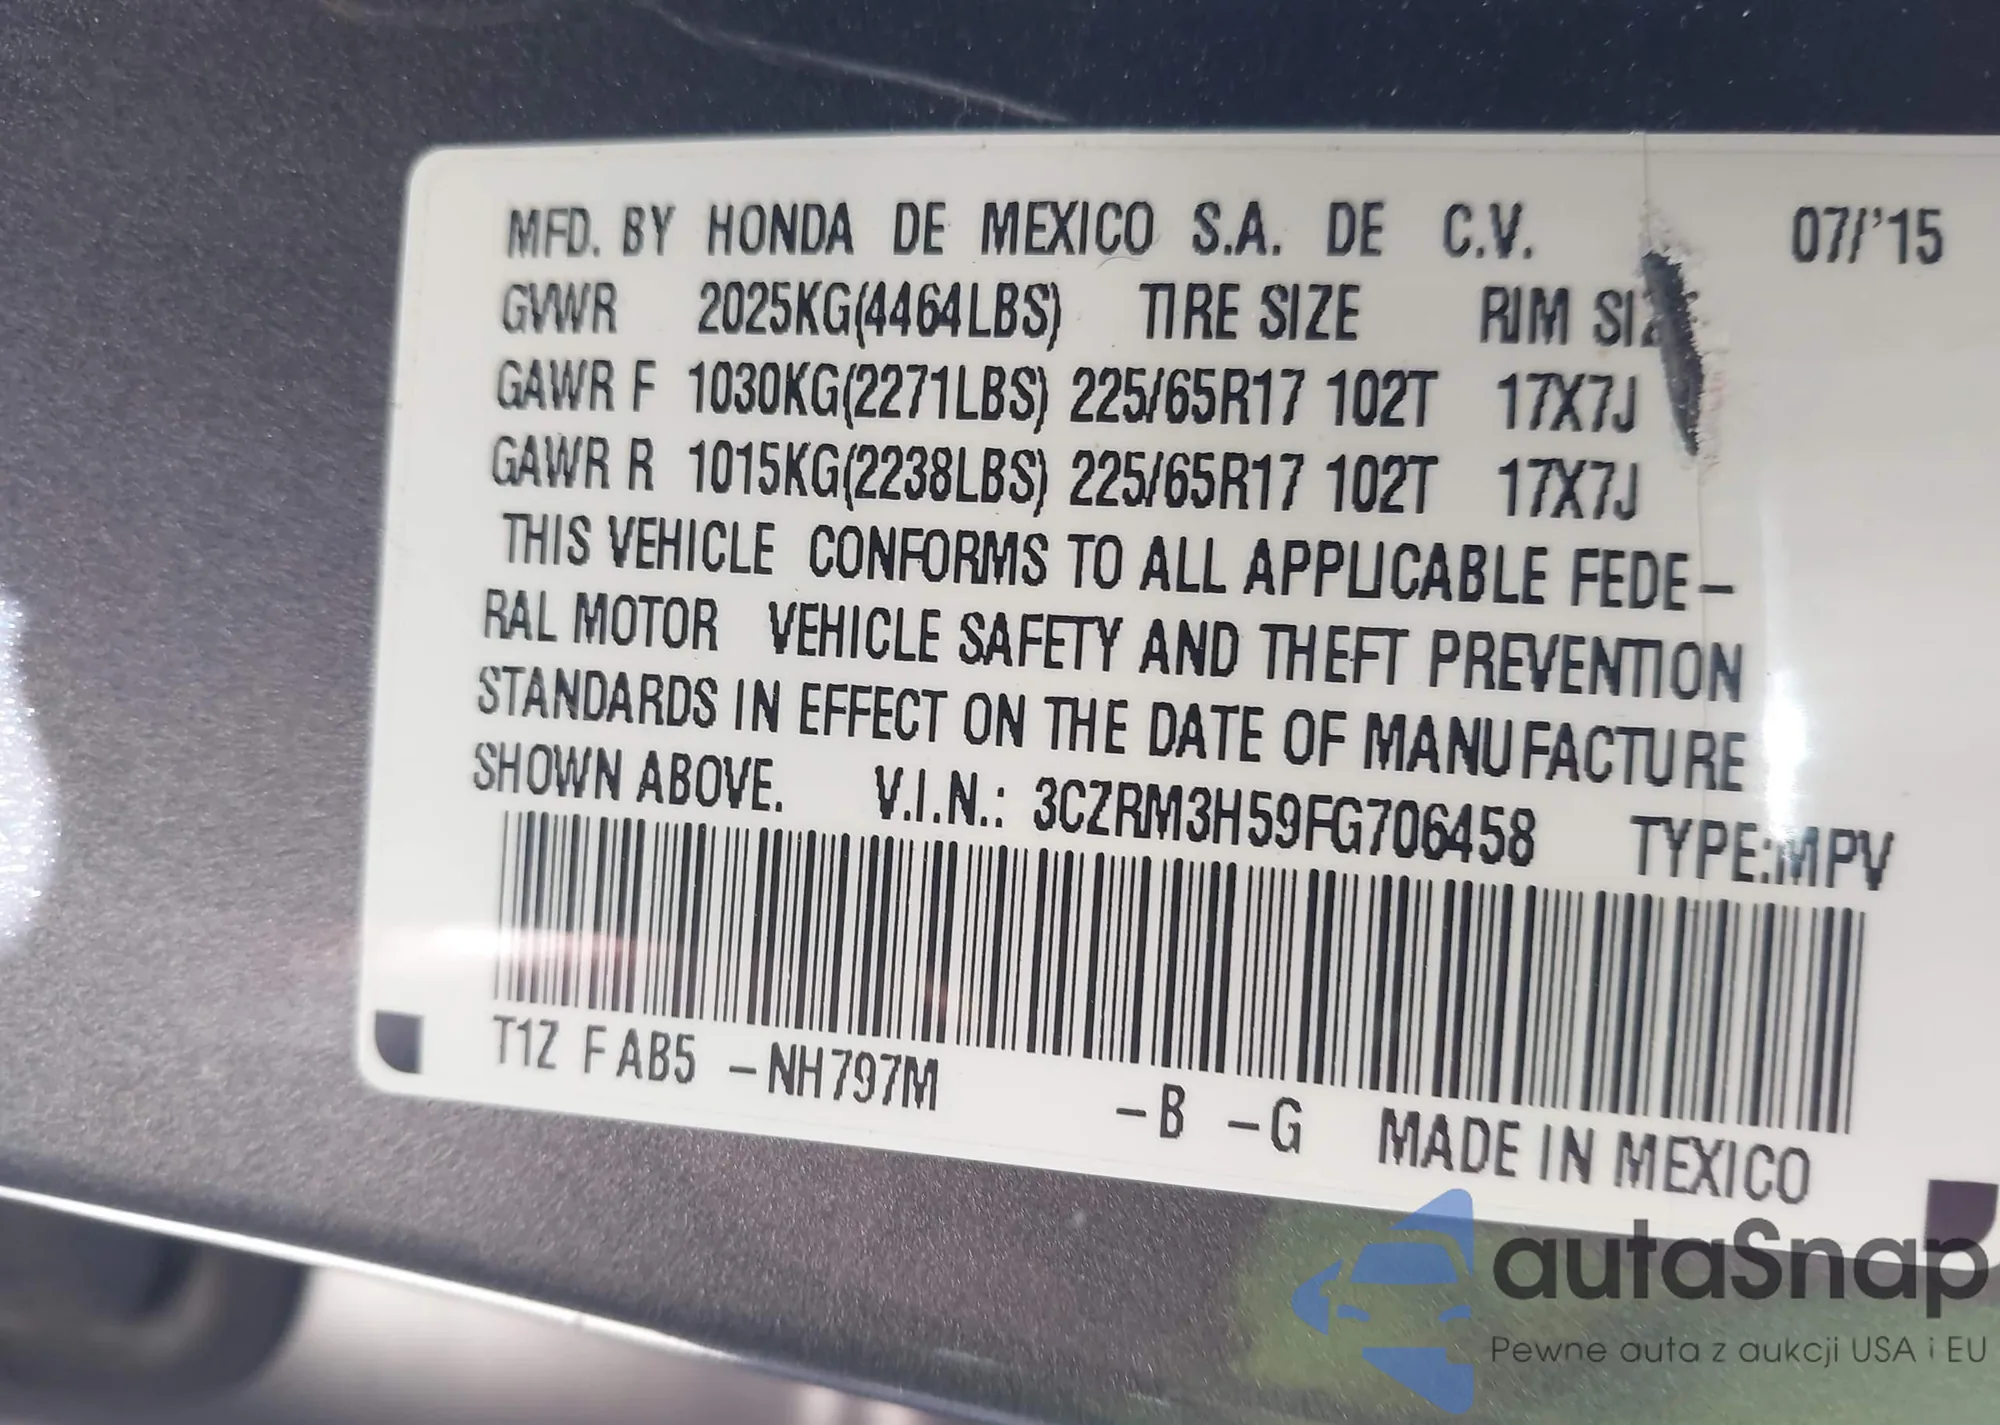 MFD. BY HONDA DE MEXICO S.A. DE C.V. 07/'15
GVWR 2025KG(4464LBS) TIRE SIZE RIM SIZ
GAWR F 1030KG(2271LBS) 225/65R17 102T 17X7J
GAWR R 1015KG(2238LBS) 225/65R17 102T 17X7J
THIS VEHICLE CONFORMS TO ALL APPLICABLE FEDE-
RAL MOTOR VEHICLE SAFETY AND THEFT PREVENTION
STANDARDS IN EFFECT ON THE DATE OF MANUFACTURE
SHOWN ABOVE. V.I.N.: 3CZRM3H59FG706458 TYPE:MPV
T1Z F AB5 -NH797M -B -G MADE IN MEXICO
autaSnap
Pewne auta z aukcji USA i EU